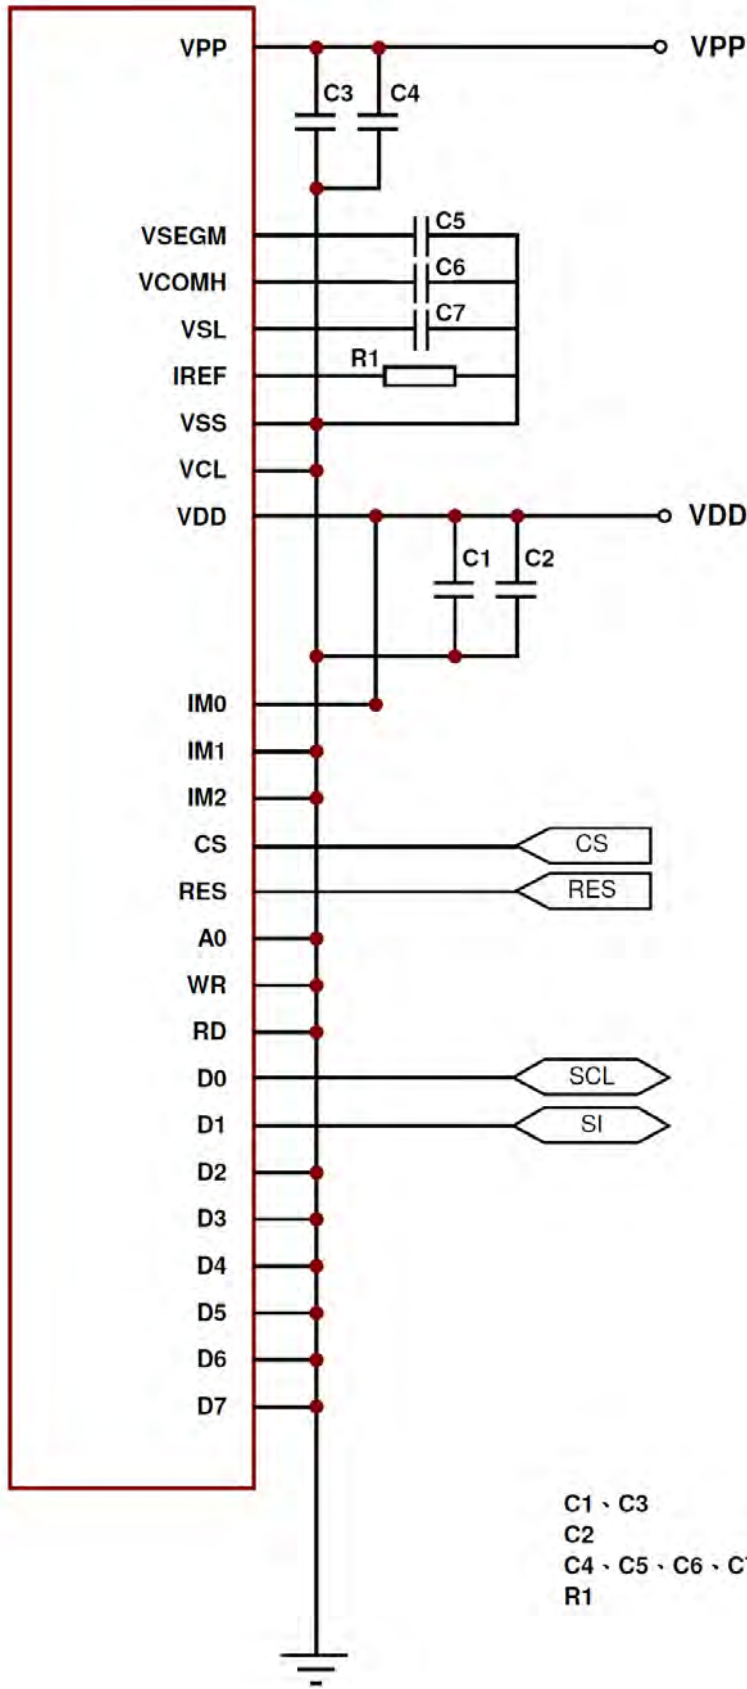 VPP VPP
C3 C4
VSEGM C5
VCOMH C6
VSL C7
R1
IREF
VSS
VCL
VDD VDD
C1 C2
IM0
IM1
IM2
CS CS
RES RES
A0
WR
RD
D0 SCL
D1 SI
D2
D3
D4
D5
D6
D7
C1、C3
C2
C4、C5、C6、C7
R1